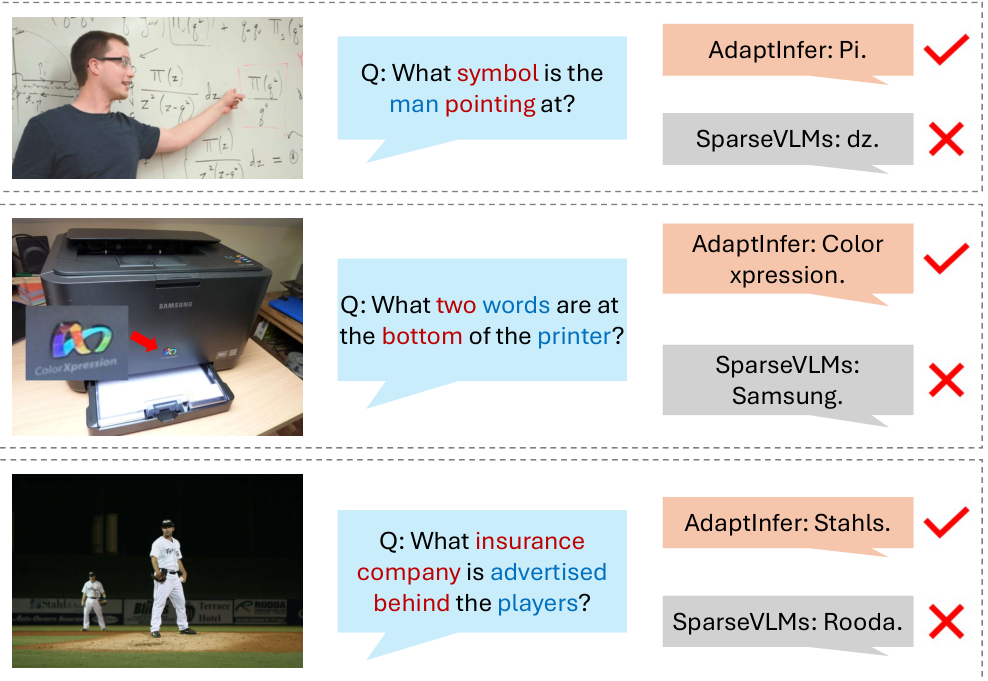 Q: What symbol is the
man pointing at?
AdaptInfer: Pi.
SparseVLMs: dz.
SAMSUNG
ColorXpression
Q: What two words are at
the bottom of the printer?
AdaptInfer: Color
xpression.
SparseVLMs:
Samsung.
Stahls
Terrace
Hotel
ROODA
Q: What insurance
company is advertised
behind the players?
AdaptInfer: Stahls.
SparseVLMs: Rooda.